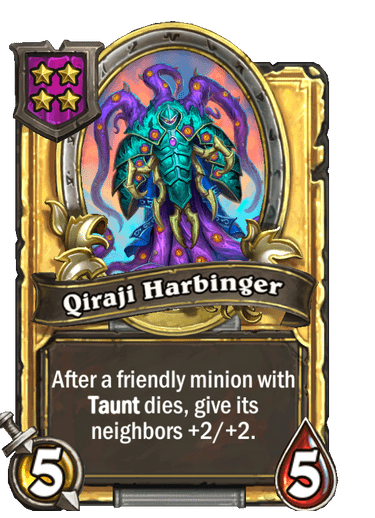 Qiraji Harbinger
After a friendly minion with
Taunt dies, give its
neighbors +2/+2.
5
5